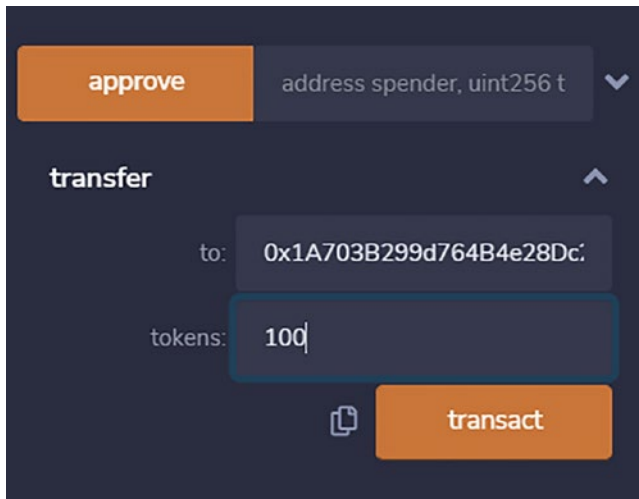 approve address spender, uint256 t
transfer
to: 0x1A703B299d764B4e28Dc
tokens: 100
transact